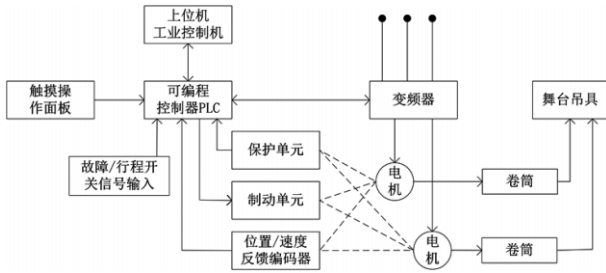 上位机
工业控制机
触摸操
作面板
可编程
控制器PLC
变频器
舞台吊具
故障/行程开
关信号输入
保护单元
制动单元
位置/速度
反馈编码器
电
机
卷筒
电
机
卷筒